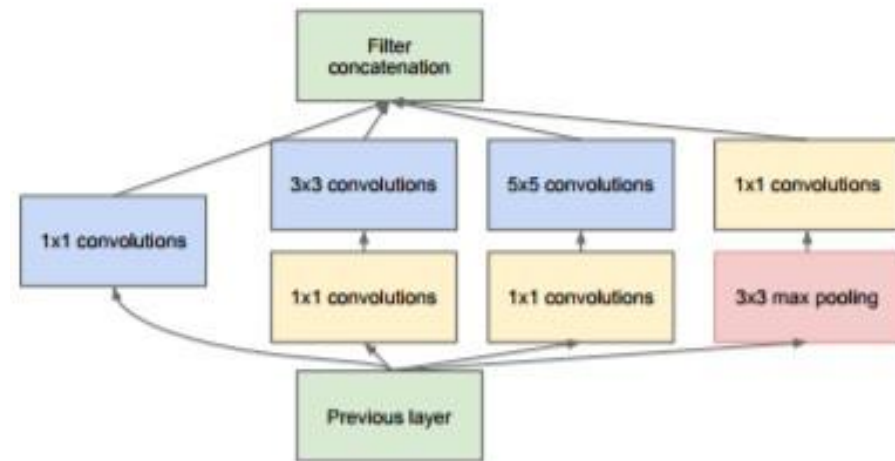 Filter
concatenation
3x3 convolutions
5x5 convolutions
1x1 convolutions
1x1 convolutions
1x1 convolutions
1x1 convolutions
3x3 max pooling
Previous layer